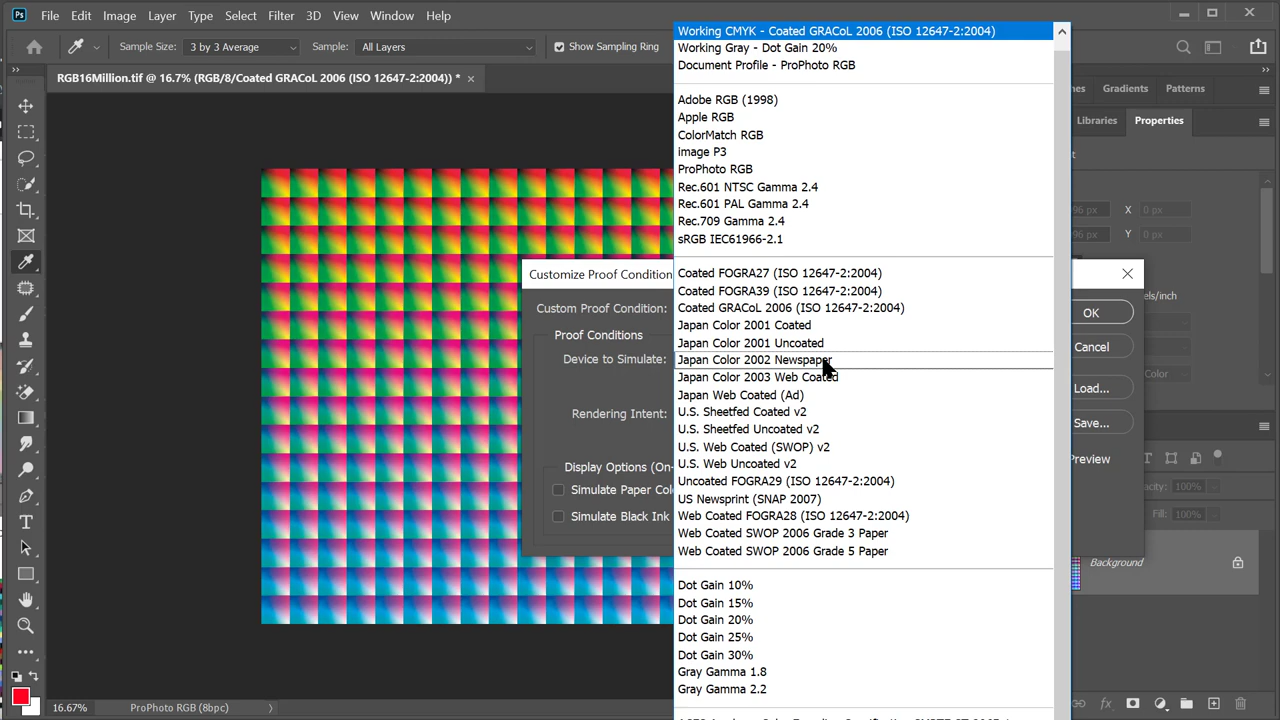 Ps File Edit Image Layer Type Select Filter 3D View Window Help
Sample size: 3 by 3 Average Sample: All Layers Show Sampling Ring
RGB16Million.tif @ 16.7% (RGB/8/Coated GRACoL 2006 (ISO 12647-2:2004)) *
Working CMYK - Coated GRACoL 2006 (ISO 12647-2:2004)
Working Gray - Dot Gain 20%
Document Profile - ProPhoto RGB
Adobe RGB (1998)
Apple RGB
ColorMatch RGB
image P3
ProPhoto RGB
Rec.601 NTSC Gamma 2.4
Rec.601 PAL Gamma 2.4
Rec.709 Gamma 2.4
sRGB IEC61966-2.1
Coated FOGRA27 (ISO 12647-2:2004)
Coated FOGRA39 (ISO 12647-2:2004)
Coated GRACoL 2006 (ISO 12647-2:2004)
Japan Color 2001 Coated
Japan Color 2001 Uncoated
Japan Color 2002 Newspaper
Japan Color 2003 Web Coated
Japan Web Coated (Ad)
U.S. Sheetfed Coated v2
U.S. Sheetfed Uncoated v2
U.S. Web Coated (SWOP) v2
U.S. Web Uncoated v2
Uncoated FOGRA29 (ISO 12647-2:2004)
US Newsprint (SNAP 2007)
Web Coated FOGRA28 (ISO 12647-2:2004)
Web Coated SWOP 2006 Grade 3 Paper
Web Coated SWOP 2006 Grade 5 Paper
Dot Gain 10%
Dot Gain 15%
Dot Gain 20%
Dot Gain 25%
Dot Gain 30%
Gray Gamma 1.8
Gray Gamma 2.2
Customize Proof Condition
Custom Proof Condition:
Proof Conditions
Device to Simulate:
Rendering Intent:
Display Options (On-
Simulate Paper Colo
Simulate Black Ink
OK
Cancel
Load...
Save...
Preview
Gradients Patterns
Libraries Properties
X 0 px
Y 0 px
els/inch
Color
100%
Fill: 100%
Background
16.67% ProPhoto RGB (8bpc)